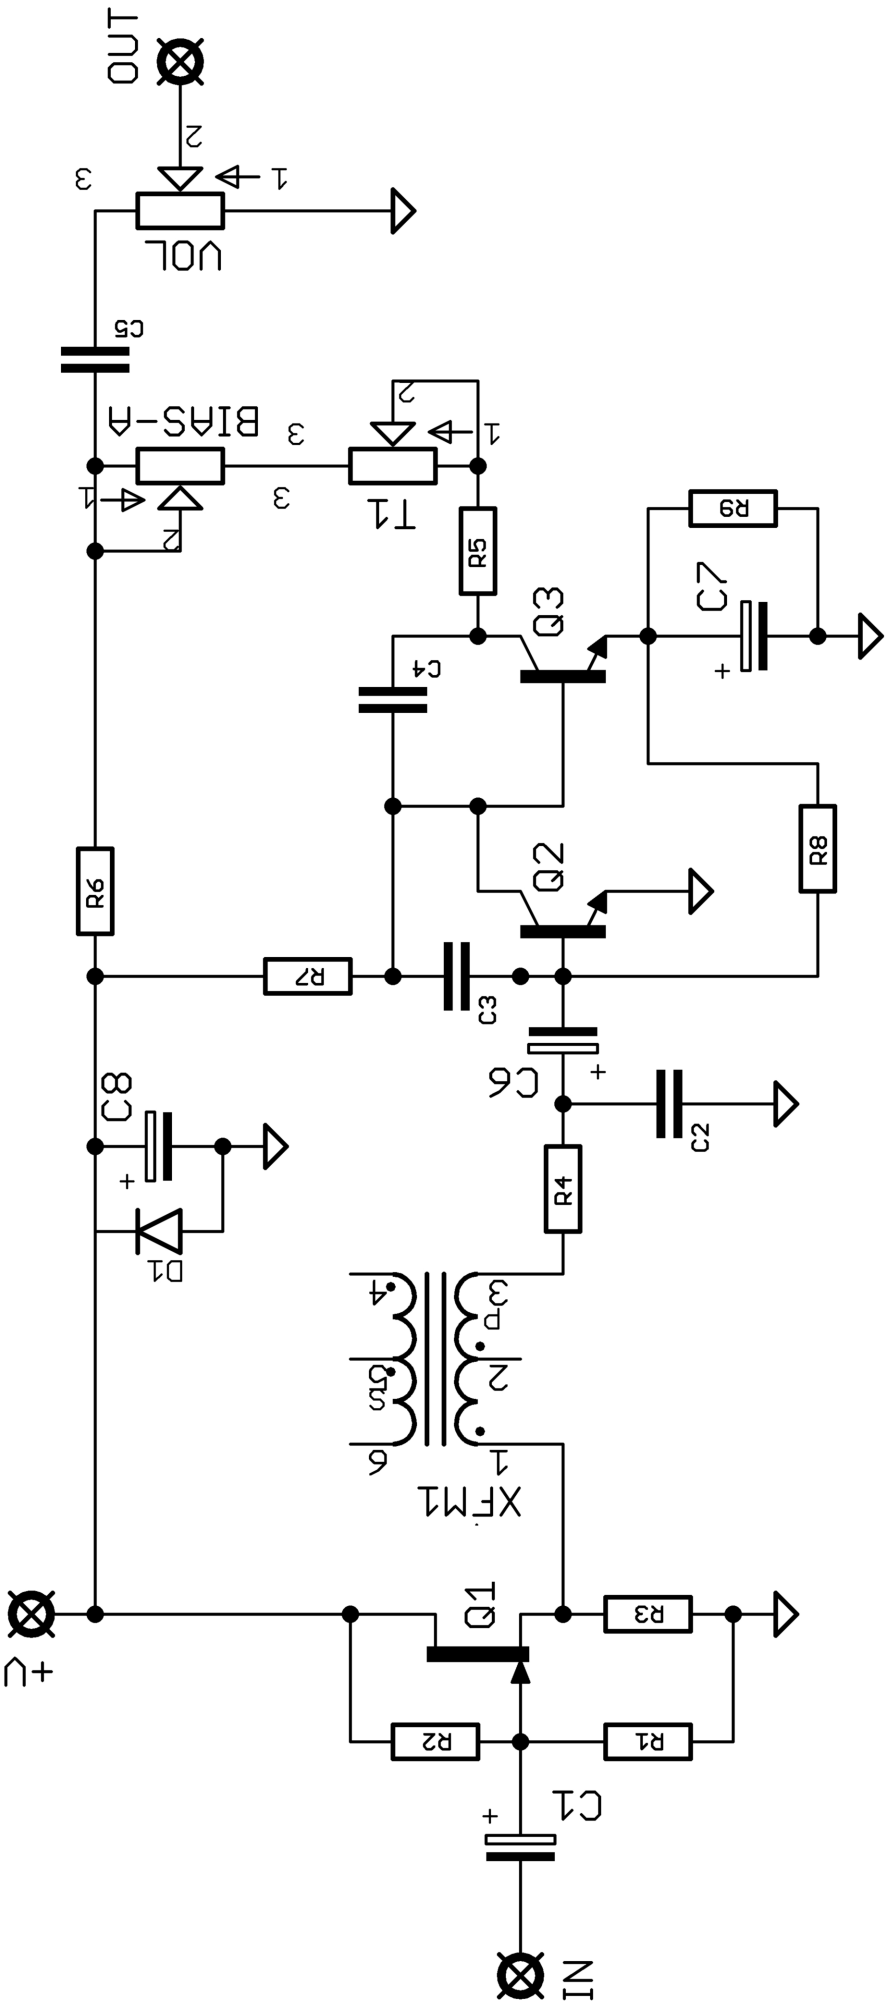 OUT
2
3
1
VOL
C5
BIAS-A
2
1
3
1
3
2
T1
R5
R9
Q3
C7
+
C4
R6
Q2
R8
R7
C3
C6
+
C8
+
C2
R4
D1
4
3
P
5
S
2
6
1
XFM1
Q1
R3
V+
R2
R1
+
C1
IN